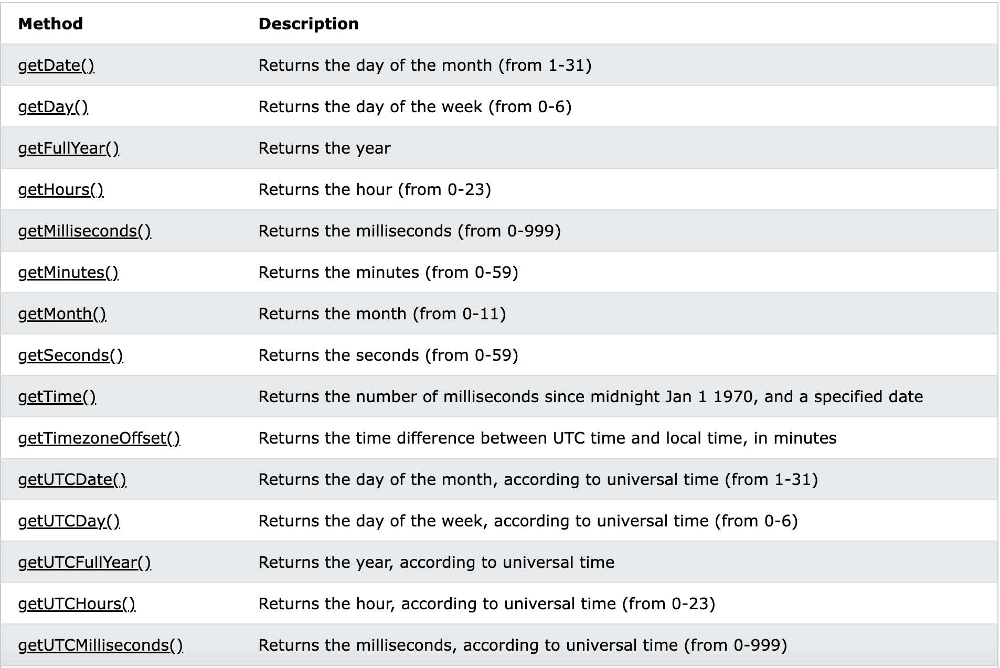 Method Description
getDate() Returns the day of the month (from 1-31)
getDay() Returns the day of the week (from 0-6)
getFullYear() Returns the year
getHours() Returns the hour (from 0-23)
getMilliseconds() Returns the milliseconds (from 0-999)
getMinutes() Returns the minutes (from 0-59)
getMonth() Returns the month (from 0-11)
getSeconds() Returns the seconds (from 0-59)
getTime() Returns the number of milliseconds since midnight Jan 1 1970, and a specified date
getTimezoneOffset() Returns the time difference between UTC time and local time, in minutes
getUTCDate() Returns the day of the month, according to universal time (from 1-31)
getUTCDay() Returns the day of the week, according to universal time (from 0-6)
getUTCFullYear() Returns the year, according to universal time
getUTCHours() Returns the hour, according to universal time (from 0-23)
getUTCMilliseconds() Returns the milliseconds, according to universal time (from 0-999)